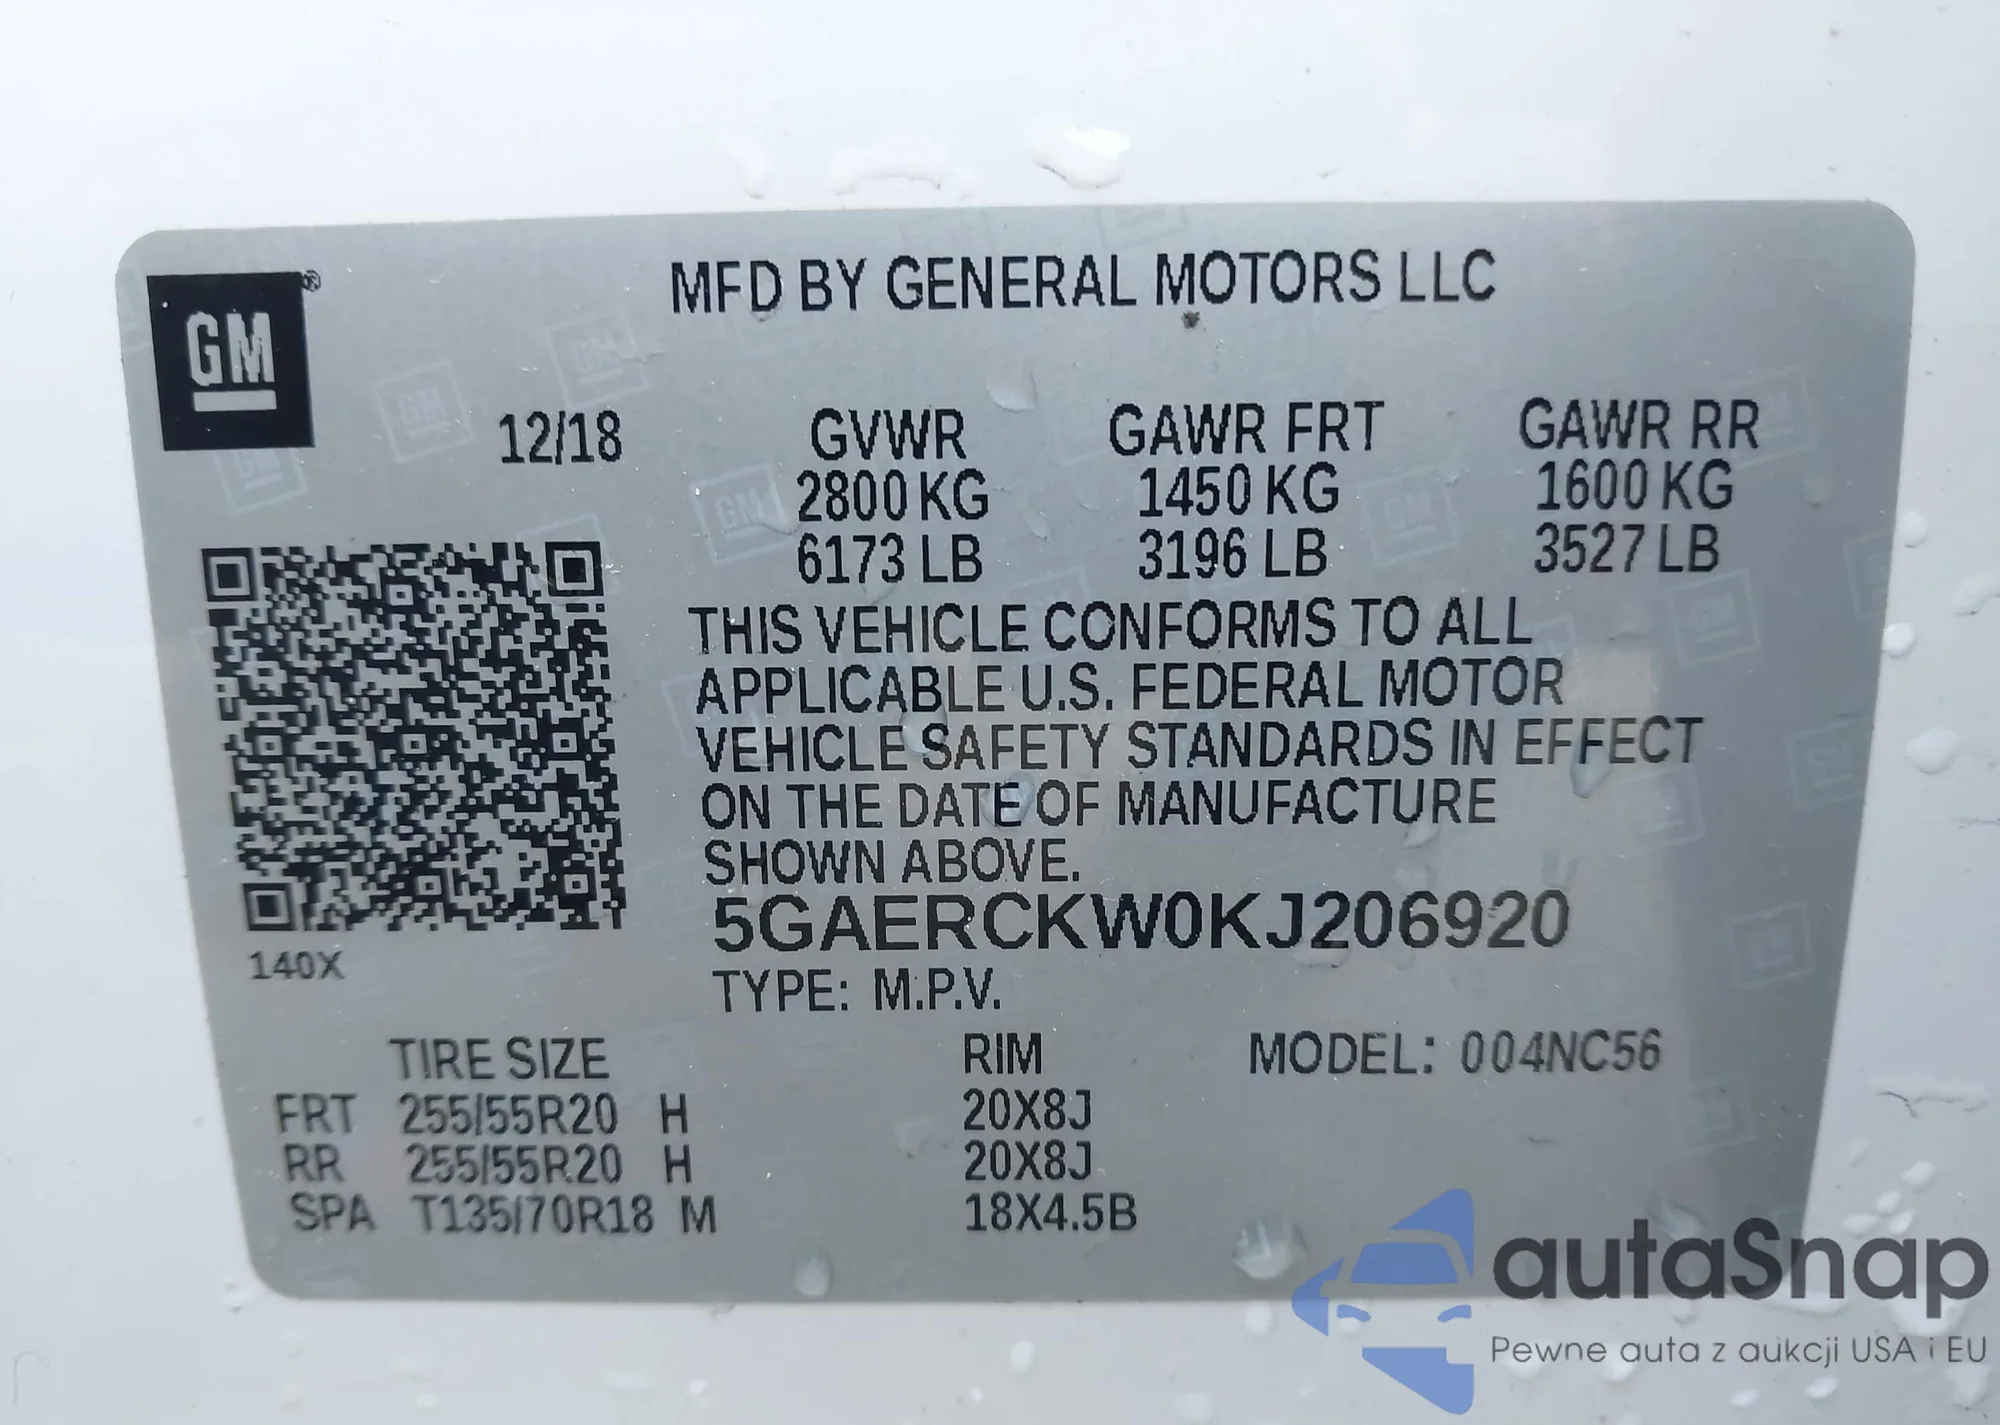 GM®
MFD BY GENERAL MOTORS LLC
12/18 GVWR GAWR FRT GAWR RR
2800 KG 1450 KG 1600 KG
6173 LB 3196 LB 3527 LB
THIS VEHICLE CONFORMS TO ALL
APPLICABLE U.S. FEDERAL MOTOR
VEHICLE SAFETY STANDARDS IN EFFECT
ON THE DATE OF MANUFACTURE
SHOWN ABOVE.
5GAERCKW0KJ206920
140X
TYPE: M.P.V.
TIRE SIZE RIM MODEL: 004NC56
FRT 255/55R20 H 20X8J
RR 255/55R20 H 20X8J
SPA T135/70R18 M 18X4.5B
autaSnap
Pewne auta z aukcji USA i EU